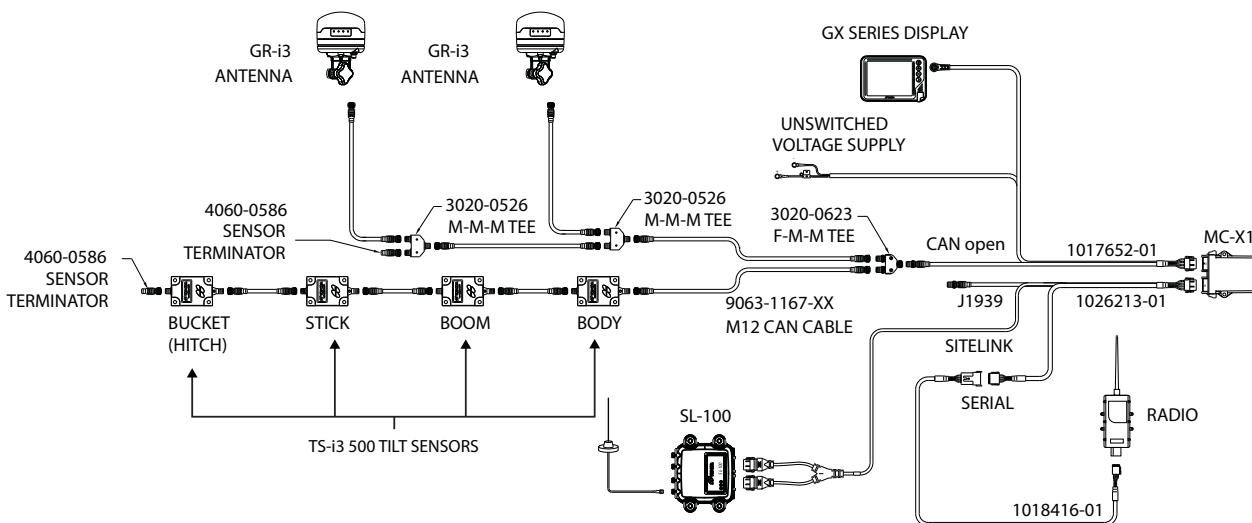 GR-i3
ANTENNA
GR-i3
ANTENNA
GX SERIES DISPLAY
UNSWITCHED
VOLTAGE SUPPLY
4060-0586
SENSOR
TERMINATOR
3020-0526
M-M-M TEE
3020-0526
M-M-M TEE
3020-0623
F-M-M TEE
CAN open
1017652-01
MC-X1
4060-0586
SENSOR
TERMINATOR
BUCKET
(HITCH)
STICK
BOOM
BODY
9063-1167-XX
M12 CAN CABLE
J1939
1026213-01
SITELINK
SERIAL
RADIO
TS-i3 500 TILT SENSORS
SL-100
1018416-01